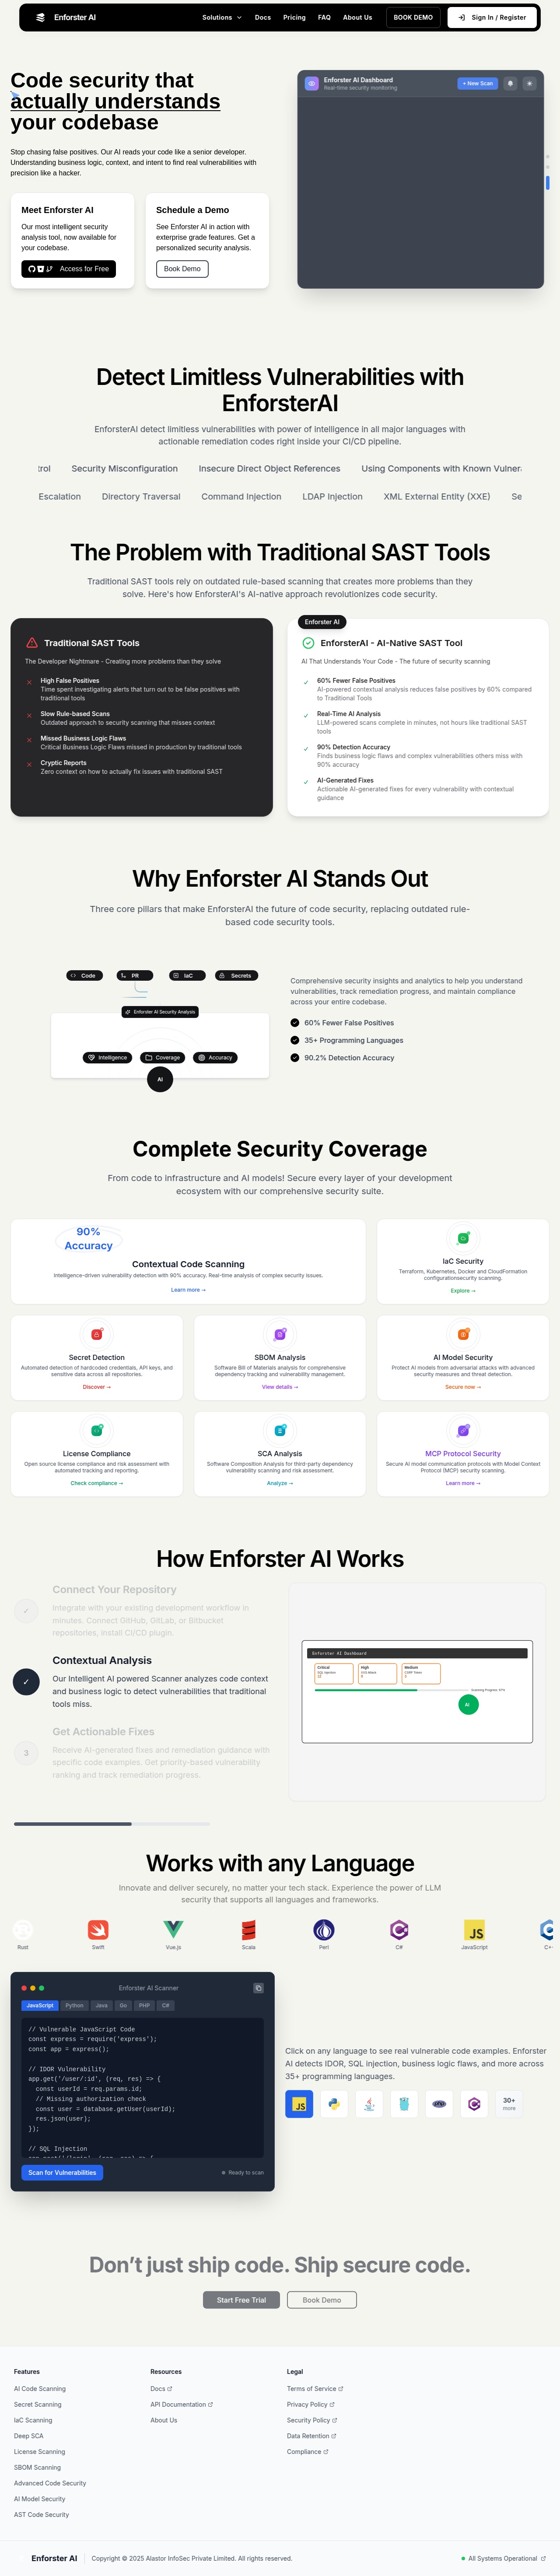 Enforster AI
Solutions
Docs
Pricing
FAQ
About Us
BOOK DEMO
Sign In / Register
Code security that
actually understands
your codebase
Stop chasing false positives. Our AI reads your code like a senior developer.
Understanding business logic, context, and intent to find real vulnerabilities with
precision like a hacker.
Meet Enforster AI
Our most intelligent security
analysis tool, now available for
your codebase.
Access for Free
Schedule a Demo
See Enforster AI in action with
enterprise grade features. Get a
personalized security analysis.
Book Demo
Enforster AI Dashboard
Real-time security monitoring
+ New Scan
Detect Limitless Vulnerabilities with
EnforsterAI
EnforsterAI detect limitless vulnerabilities with power of intelligence in all major languages with
actionable remediation codes right inside your CI/CD pipeline.
trol Security Misconfiguration Insecure Direct Object References Using Components with Known Vulner
Escalation Directory Traversal Command Injection LDAP Injection XML External Entity (XXE) Se
The Problem with Traditional SAST Tools
Traditional SAST tools rely on outdated rule-based scanning that creates more problems than they
solve. Here's how EnforsterAI's AI-native approach revolutionizes code security.
Traditional SAST Tools
The Developer Nightmare - Creating more problems than they solve
High False Positives
Time spent investigating alerts that turn out to be false positives with
traditional tools
Slow Rule-based Scans
Outdated approach to security scanning that misses context
Missed Business Logic Flaws
Critical Business Logic Flaws missed in production by traditional tools
Cryptic Reports
Zero context on how to actually fix issues with traditional SAST
Enforster AI
EnforsterAI - AI-Native SAST Tool
AI That Understands Your Code - The future of security scanning
60% Fewer False Positives
AI-powered contextual analysis reduces false positives by 60% compared
to Traditional Tools
Real-Time AI Analysis
LLM-powered scans complete in minutes, not hours like traditional SAST
tools
90% Detection Accuracy
Finds business logic flaws and complex vulnerabilities others miss with
90% accuracy
AI-Generated Fixes
Actionable AI-generated fixes for every vulnerability with contextual
guidance
Why Enforster AI Stands Out
Three core pillars that make EnforsterAI the future of code security, replacing outdated rule-
based code security tools.
Code
PR
IaC
Secrets
Enforster AI Security Analysis
Intelligence
Coverage
Accuracy
AI
Comprehensive security insights and analytics to help you understand
vulnerabilities, track remediation progress, and maintain compliance
across your entire codebase.
60% Fewer False Positives
35+ Programming Languages
90.2% Detection Accuracy
Complete Security Coverage
From code to infrastructure and AI models! Secure every layer of your development
ecosystem with our comprehensive security suite.
90%
Accuracy
Contextual Code Scanning
Intelligence-driven vulnerability detection with 90% accuracy. Real-time analysis of complex security issues.
Learn more →
IaC Security
Terraform, Kubernetes, Docker and CloudFormation
configurationsecurity scanning.
Explore →
Secret Detection
Automated detection of hardcoded credentials, API keys, and
sensitive data across all repositories.
Discover →
SBOM Analysis
Software Bill of Materials analysis for comprehensive
dependency tracking and vulnerability management.
View details →
AI Model Security
Protect AI models from adversarial attacks with advanced
security measures and threat detection.
Secure now →
License Compliance
Open source license compliance and risk assessment with
automated tracking and reporting.
Check compliance →
SCA Analysis
Software Composition Analysis for third-party dependency
vulnerability scanning and risk assessment.
Analyze →
MCP Protocol Security
Secure AI model communication protocols with Model Context
Protocol (MCP) security scanning.
Learn more →
How Enforster AI Works
Connect Your Repository
Integrate with your existing development workflow in
minutes. Connect GitHub, GitLab, or Bitbucket
repositories, install CI/CD plugin.
Contextual Analysis
Our Intelligent AI powered Scanner analyzes code context
and business logic to detect vulnerabilities that traditional
tools miss.
3
Get Actionable Fixes
Receive AI-generated fixes and remediation guidance with
specific code examples. Get priority-based vulnerability
ranking and track remediation progress.
Enforster AI Dashboard
Critical
High
Medium
AI
Works with any Language
Innovate and deliver securely, no matter your tech stack. Experience the power of LLM
security that supports all languages and frameworks.
Rust
Swift
Vue.js
Scala
Perl
C#
JavaScript
C++
Enforster AI Scanner
JavaScript
Python
Java
Go
PHP
C#
// Vulnerable JavaScript Code
const express = require('express');
const app = express();
// IDOR Vulnerability
app.get('/user/:id', (req, res) => {
const userId = req.params.id;
// Missing authorization check
const user = database.getUser(userId);
res.json(user);
});
// SQL Injection
Scan for Vulnerabilities
Ready to scan
Click on any language to see real vulnerable code examples. Enforster
AI detects IDOR, SQL injection, business logic flaws, and more across
35+ programming languages.
JS
30+
more
Don't just ship code. Ship secure code.
Start Free Trial
Book Demo
Features
AI Code Scanning
Secret Scanning
IaC Scanning
Deep SCA
License Scanning
SBOM Scanning
Advanced Code Security
AI Model Security
AST Code Security
Resources
Docs
API Documentation
About Us
Legal
Terms of Service
Privacy Policy
Security Policy
Data Retention
Compliance
Enforster AI
Copyright © 2025 Alastor InfoSec Private Limited. All rights reserved.
All Systems Operational